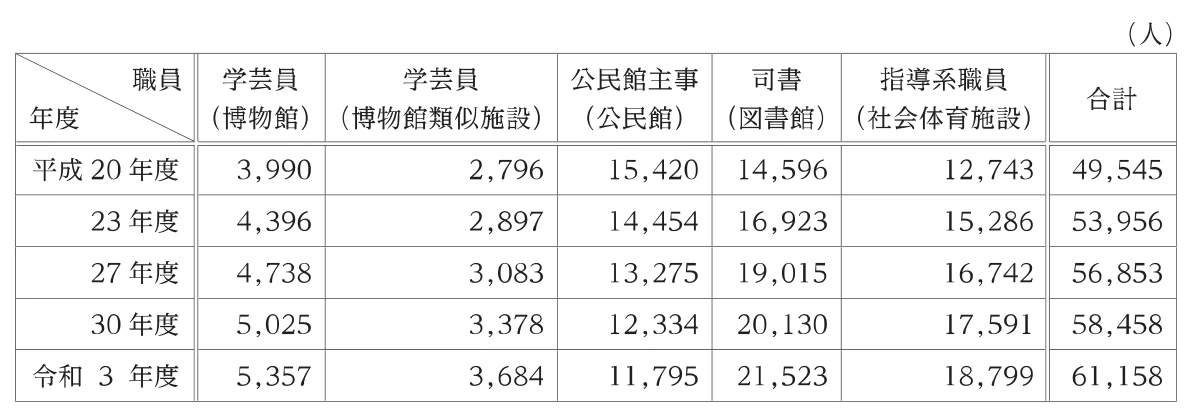 （人）
職員
年度
学芸員
（博物館）
学芸員
（博物館類似施設）
公民館主事
（公民館）
司書
（図書館）
指導系職員
（社会体育施設）
合計
平成 20 年度 3,990 2,796 15,420 14,596 12,743 49,545
23 年度 4,396 2,897 14,454 16,923 15,286 53,956
27 年度 4,738 3,083 13,275 19,015 16,742 56,853
30 年度 5,025 3,378 12,334 20,130 17,591 58,458
令和 3 年度 5,357 3,684 11,795 21,523 18,799 61,158